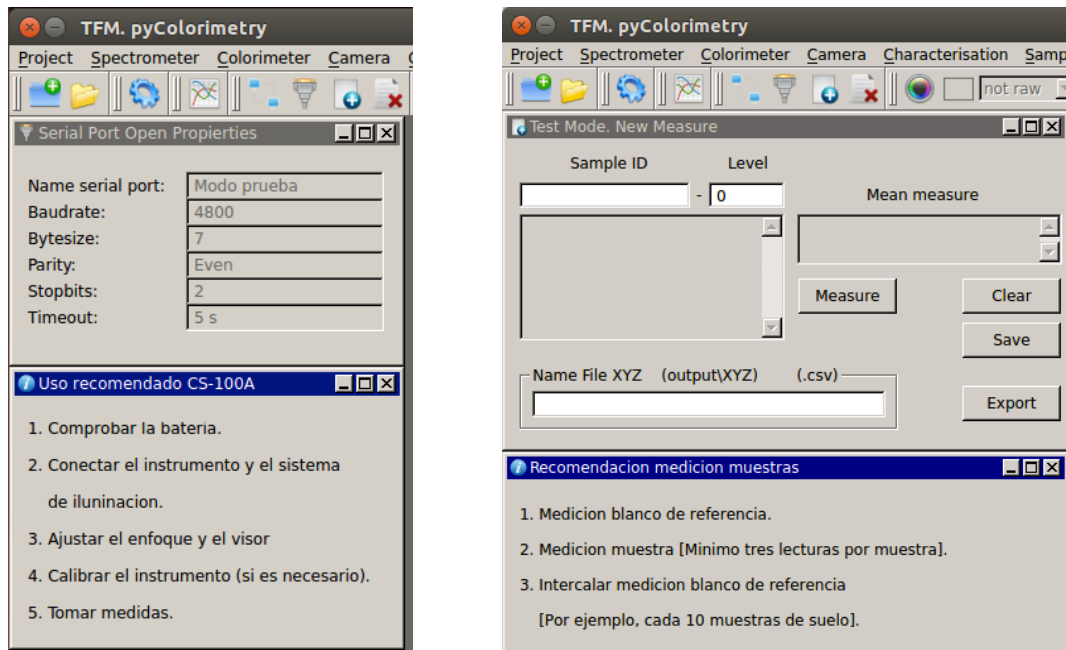 TFM. pyColorimetry
Project Spectrometer Colorimeter Camera
Serial Port Open Propierties
Name serial port: Modo prueba
Baudrate: 4800
Bytesize: 7
Parity: Even
Stopbits: 2
Timeout: 5 s
Uso recomendado CS-100A
1. Comprobar la bateria.
2. Conectar el instrumento y el sistema
de iluninacion.
3. Ajustar el enfoque y el visor
4. Calibrar el instrumento (si es necesario).
5. Tomar medidas.
TFM. pyColorimetry
Project Spectrometer Colorimeter Camera Characterisation Samp
not raw
Test Mode. New Measure
Sample ID Level
- 0
Mean measure
Measure Clear
Save
Name File XYZ (output\XYZ) (.csv)
Export
Recomendacion medicion muestras
1. Medicion blanco de referencia.
2. Medicion muestra [Minimo tres lecturas por muestra].
3. Intercalar medicion blanco de referencia
[Por ejemplo, cada 10 muestras de suelo].